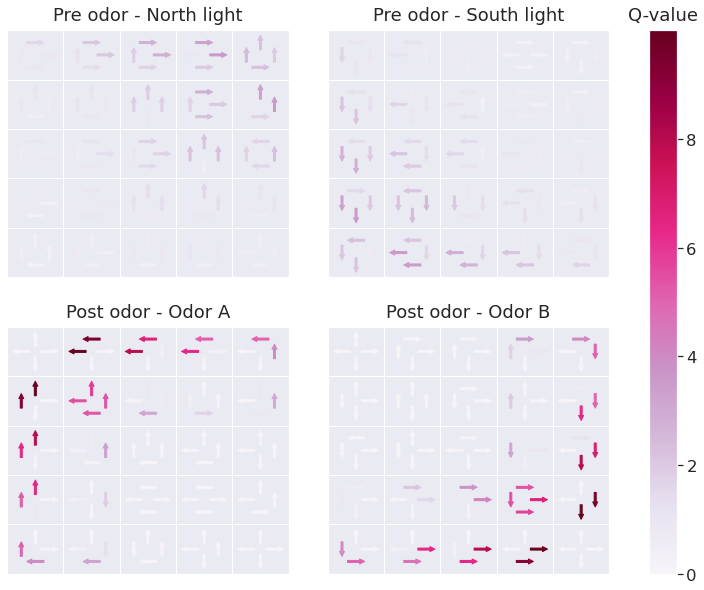 Pre odor - North light
Pre odor - South light
Q-value
8
6
4
2
0
Post odor - Odor A
Post odor - Odor B